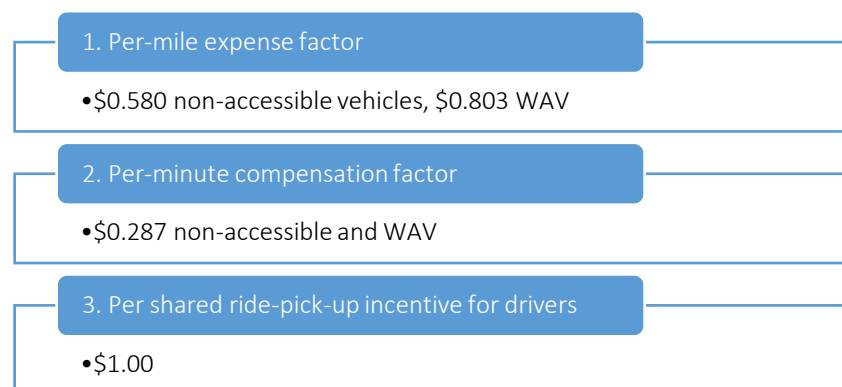 1. Per-mile expense factor
•$0.580 non-accessible vehicles, $0.803 WAV
2. Per-minute compensation factor
•$0.287 non-accessible and WAV
3. Per shared ride-pick-up incentive for drivers
•$1.00